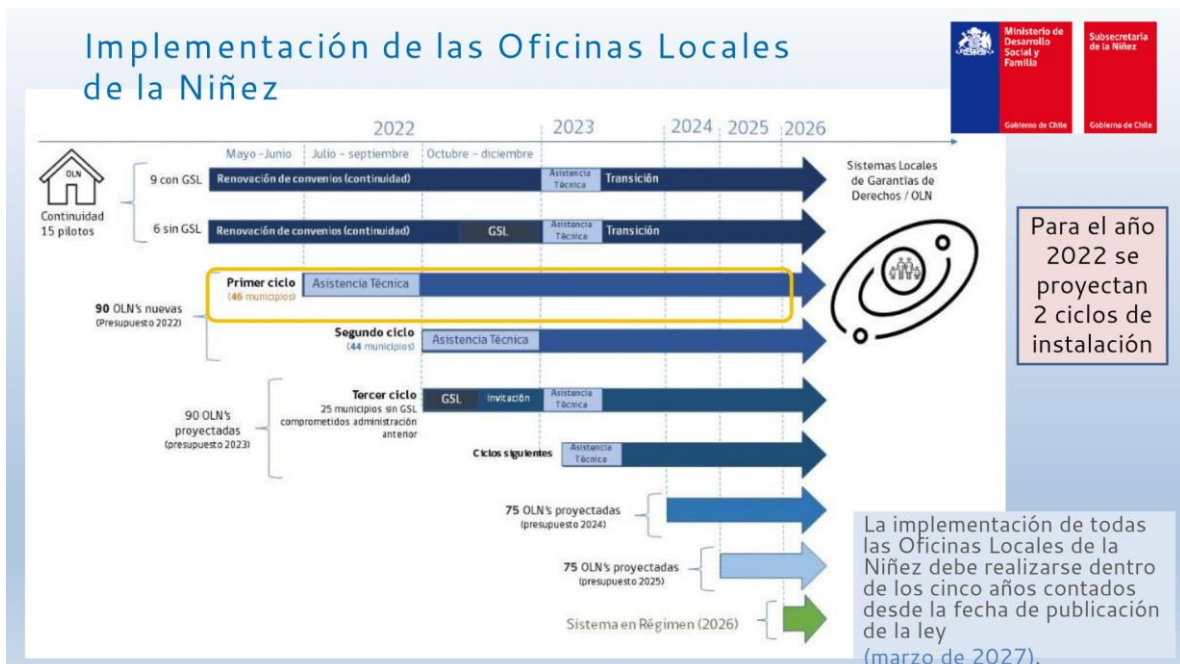 Implementación de las Oficinas Locales
de la Niñez
Ministerio de
Desarrollo
Social y
Familia
Gobierno de Chile
Subsecretaría
de la Niñez
Gobierno de Chile
2022
2023
2024
2025
2026
Mayo -Junio
Julio - septiembre
Octubre - diciembre
OLN
Continuidad
15 pilotos
9 con GSL
Renovación de convenios (continuidad)
Asistencia
Técnica
Transición
6 sin GSL
Renovación de convenios (continuidad)
GSL
Asistencia
Técnica
Transición
Sistemas Locales
de Garantías de
Derechos / OLN
90 OLN's nuevas
(Presupuesto 2022)
Primer ciclo
(46 municipios)
Asistencia Técnica
Segundo ciclo
(44 municipios)
Asistencia Técnica
90 OLN's
proyectadas
(presupuesto 2023)
Tercer ciclo
25 municipios sin GSL
comprometidos administración
anterior
GSL
Invitación
Asistencia
Técnica
Ciclos siguientes
Asistencia
Técnica
75 OLN's proyectadas
(presupuesto 2024)
75 OLN's proyectadas
(presupuesto 2025)
Sistema en Régimen (2026)
Para el año
2022 se
proyectan
2 ciclos de
instalación
La implementación de todas
las Oficinas Locales de la
Niñez debe realizarse dentro
de los cinco años contados
desde la fecha de publicación
de la ley
(marzo de 2027).